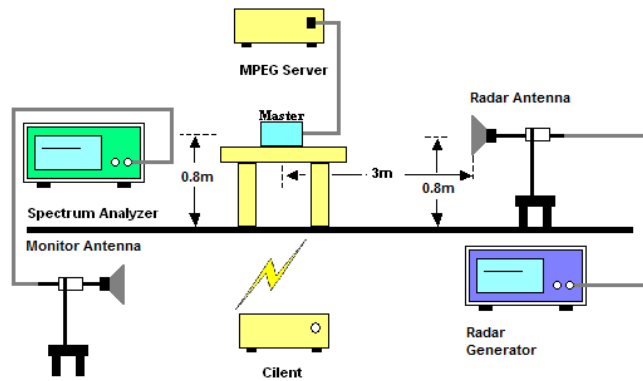 MPEG Server
Master
Radar Antenna
0.8m
3m
0.8m
Spectrum Analyzer
Monitor Antenna
Radar
Generator
Cilent